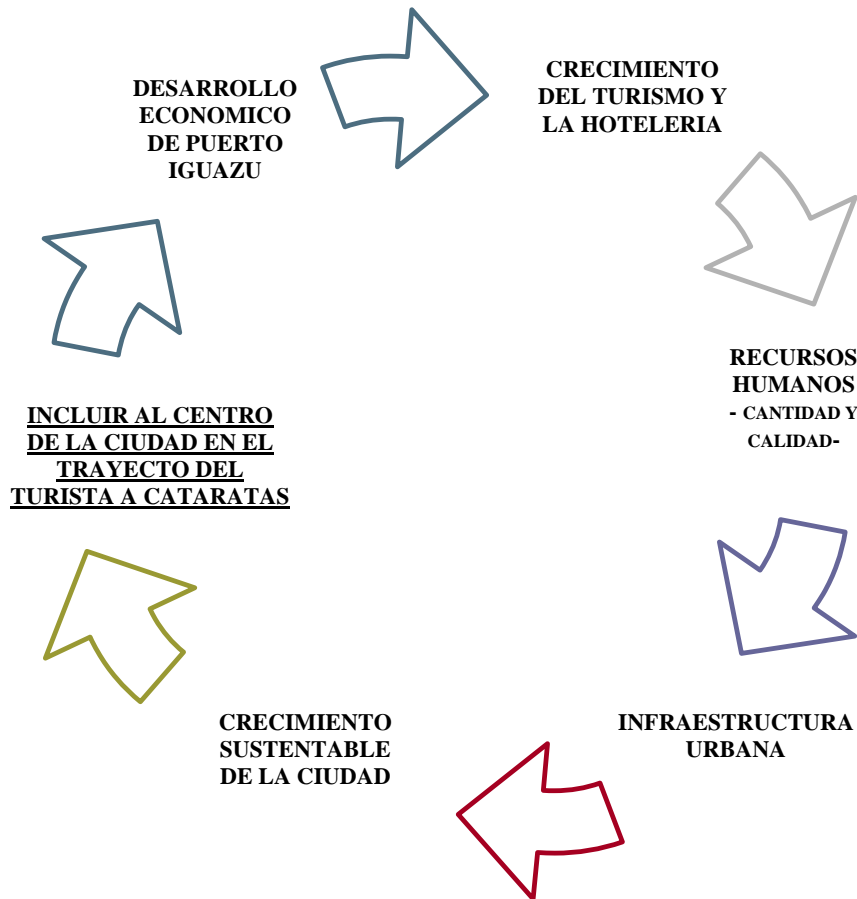 DESARROLLO
ECONOMICO
DE PUERTO
IGUAZU
CRECIMIENTO
DEL TURISMO Y
LA HOTELERIA
RECURSOS
HUMANOS
- CANTIDAD Y
CALIDAD-
INFRAESTRUCTURA
URBANA
CRECIMIENTO
SUSTENTABLE
DE LA CIUDAD
INCLUIR AL CENTRO
DE LA CIUDAD EN EL
TRAYECTO DEL
TURISTA A CATARATAS